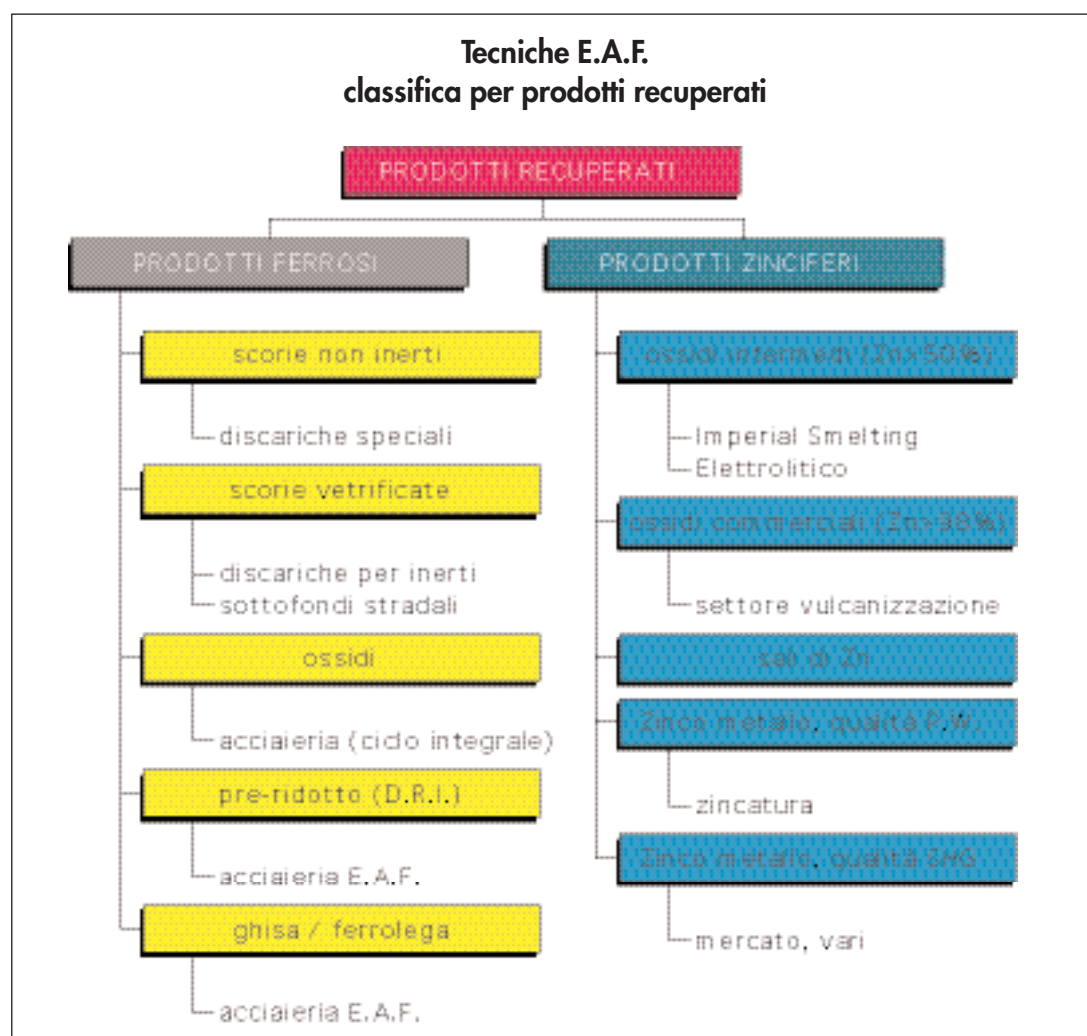 Tecniche E.A.F.
classifica per prodotti recuperati
PRODOTTI RECUPERATI
PRODOTTI FERROSI
scorie non inerti
discariche speciali
scorie vetrificate
discariche per inerti
sottofondi stradali
ossidi
acciaieria (ciclo integrale)
pre-ridotto (D.R.I.)
acciaieria E.A.F.
ghisa / ferrolega
acciaieria E.A.F.
PRODOTTI ZINCIFERI
ossidi intermedi (Zn>50%)
Imperial Smelting
Elettrolitico
ossidi commerciali (Zn>38%)
settore vulcanizzazione
sali di Zn
Zinco metallo, qualità P.W.
zincatura
Zinco metallo, qualità SHG
mercato, vari